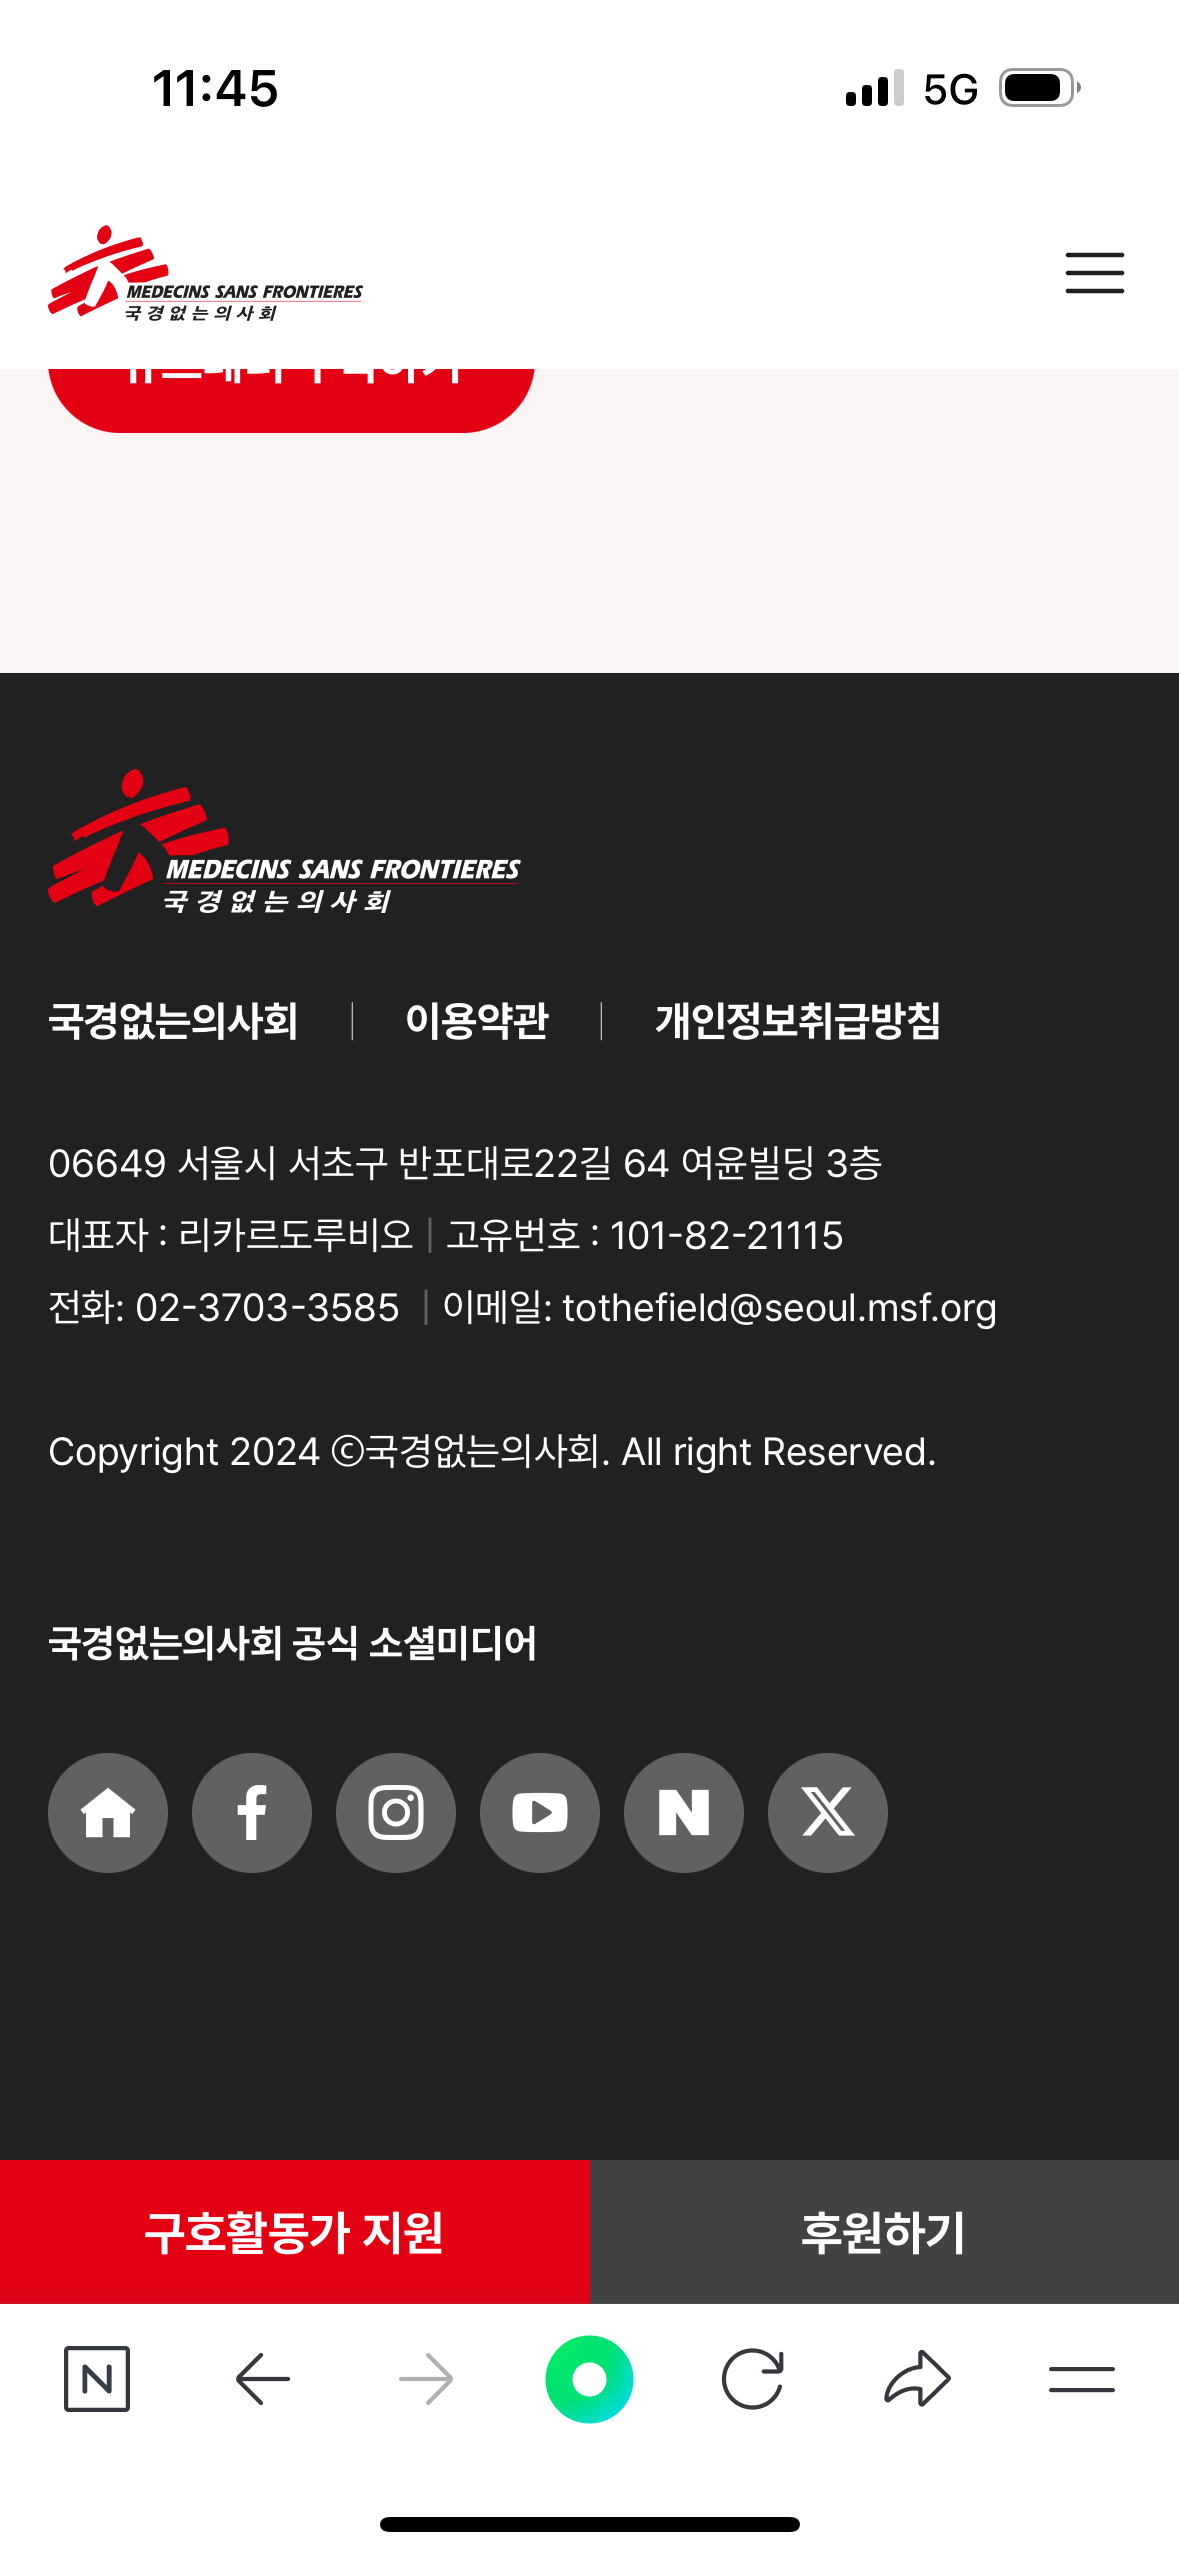 11:45
5G
MEDECINS SANS FRONTIERES
국경없는의사회
MEDECINS SANS FRONTIERES
국경없는의사회
국경없는의사회 | 이용약관 | 개인정보취급방침
06649 서울시 서초구 반포대로22길 64 여윤빌딩 3층
대표자 : 리카르도루비오 | 고유번호 : 101-82-21115
전화: 02-3703-3585 | 이메일: tothefield@seoul.msf.org
Copyright 2024 ⓒ국경없는의사회. All right Reserved.
국경없는의사회 공식 소셜미디어
구호활동가 지원
후원하기